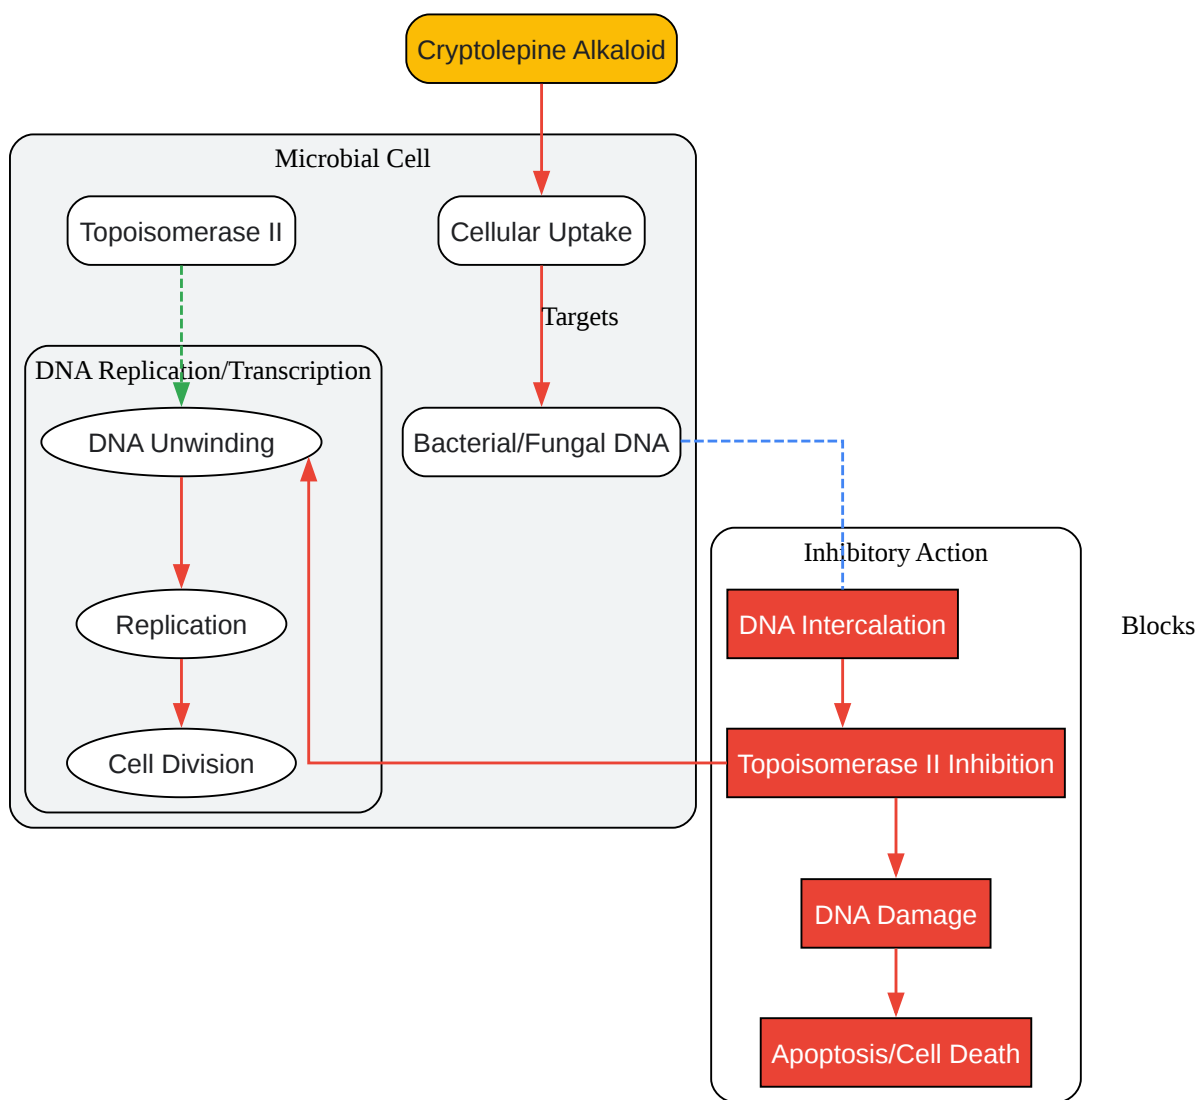 Cryptolepine Alkaloid
Microbial Cell
Topoisomerase II
Cellular Uptake
Targets
DNA Replication/Transcription
DNA Unwinding
Bacterial/Fungal DNA
Inhibitory Action
Replication
DNA Intercalation
Blocks
Cell Division
Topoisomerase II Inhibition
DNA Damage
Apoptosis/Cell Death